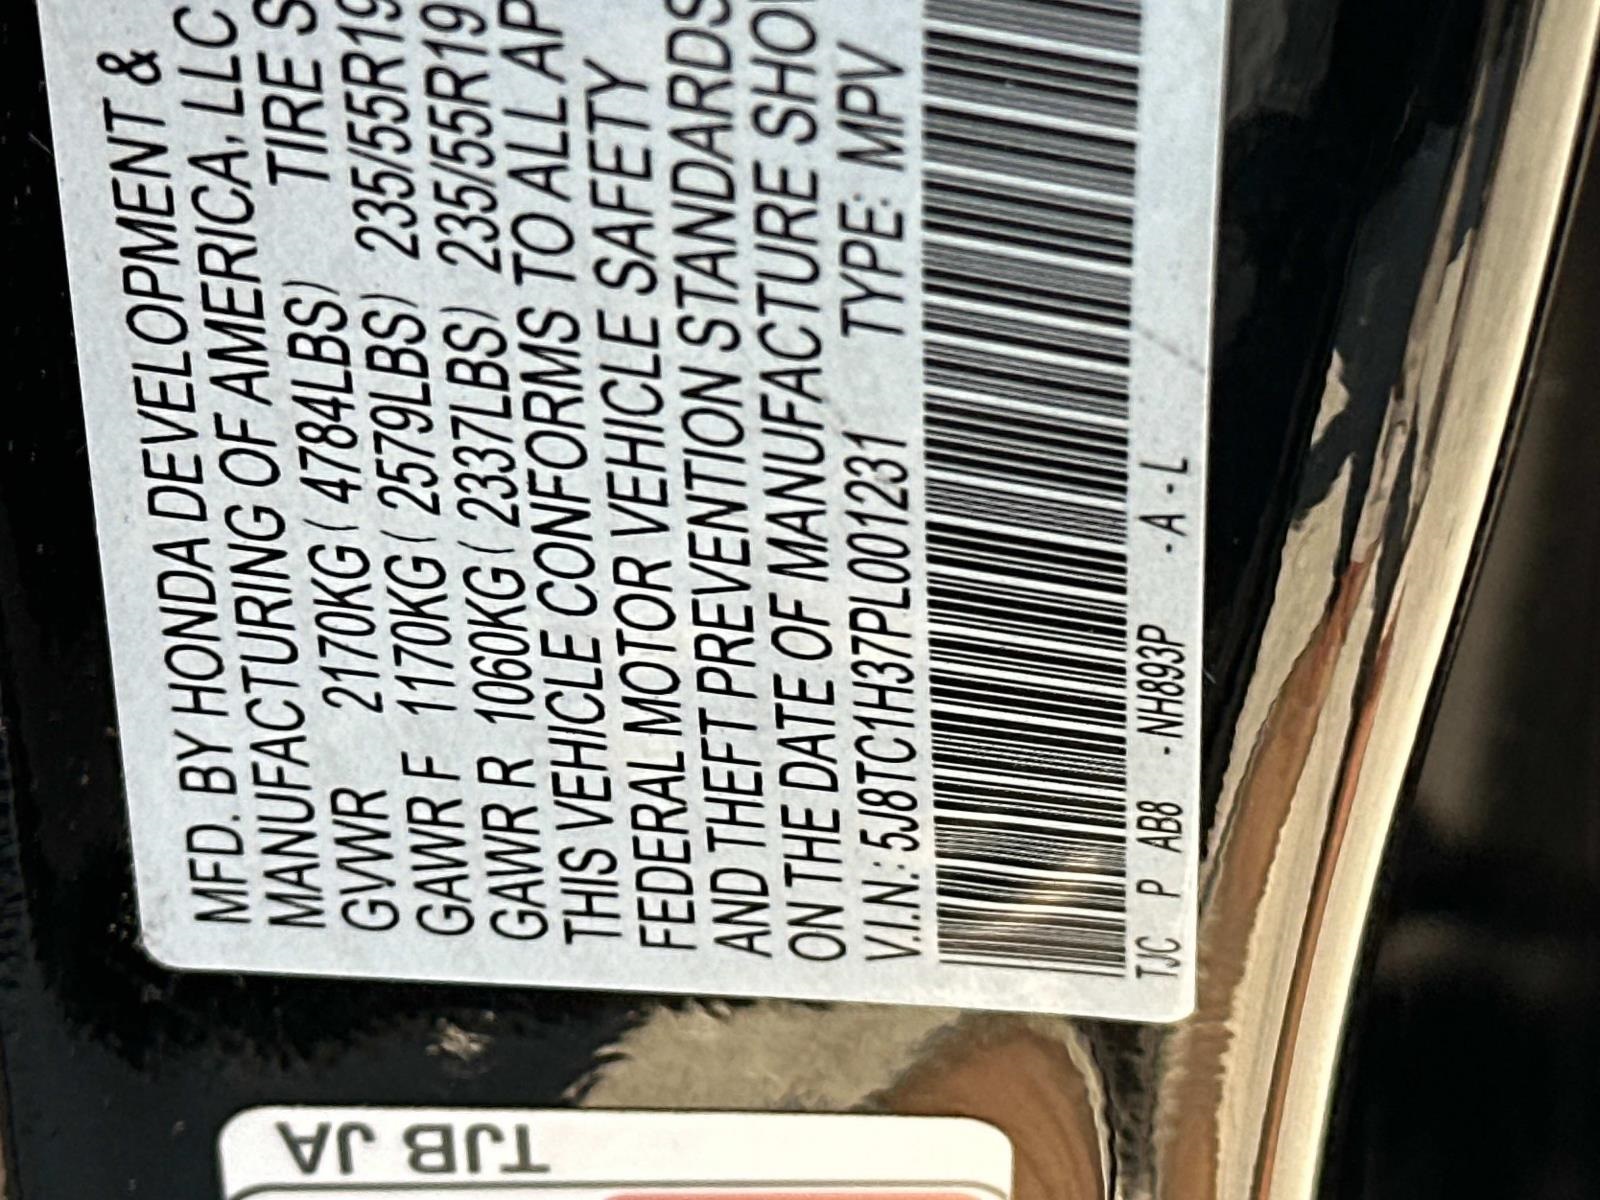 MFD. BY HONDA DEVELOPMENT &
MANUFACTURING OF AMERICA, LLC
TIRE S
GVWR 2170KG ( 4784LBS) 235/55R19
GAWR F 1170KG ( 2579LBS) 235/55R19
GAWR R 1060KG ( 2337LBS)
THIS VEHICLE CONFORMS TO ALL AP
FEDERAL MOTOR VEHICLE SAFETY
AND THEFT PREVENTION STANDARDS
ON THE DATE OF MANUFACTURE SHOW
V.I.N.: 5J8TC1H37PL001231 TYPE: MPV
TJC P AB8 -NH893P -A-L
TJB JA